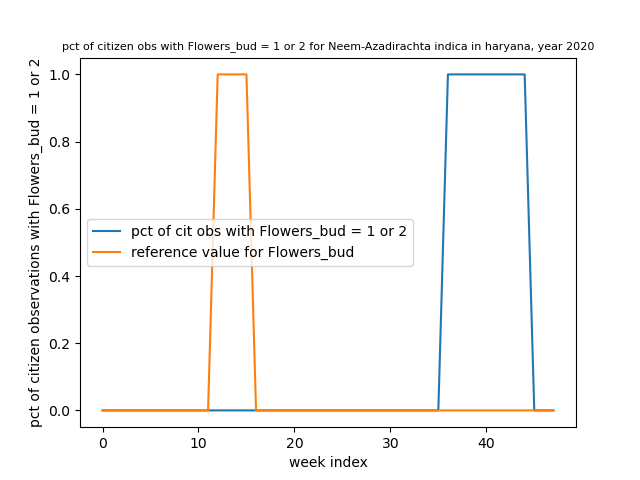 pct of citizen obs with Flowers_bud = 1 or 2 for Neem-Azadirachta indica in haryana, year 2020
pct of citizen observations with Flowers_bud = 1 or 2
1.0
0.8
0.6
0.4
0.2
0.0
pct of cit obs with Flowers_bud = 1 or 2
reference value for Flowers_bud
0 10 20 30 40
week index